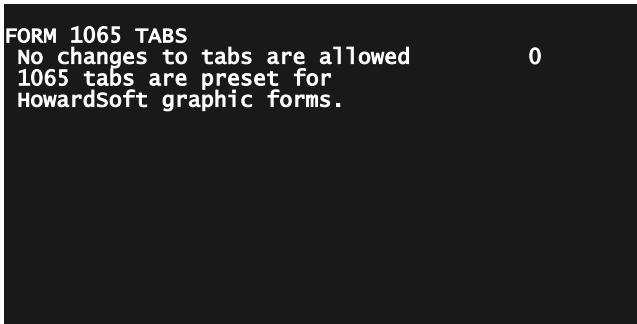 FORM 1065 TABS
No changes to tabs are allowed 0
1065 tabs are preset for
HowardSoft graphic forms.